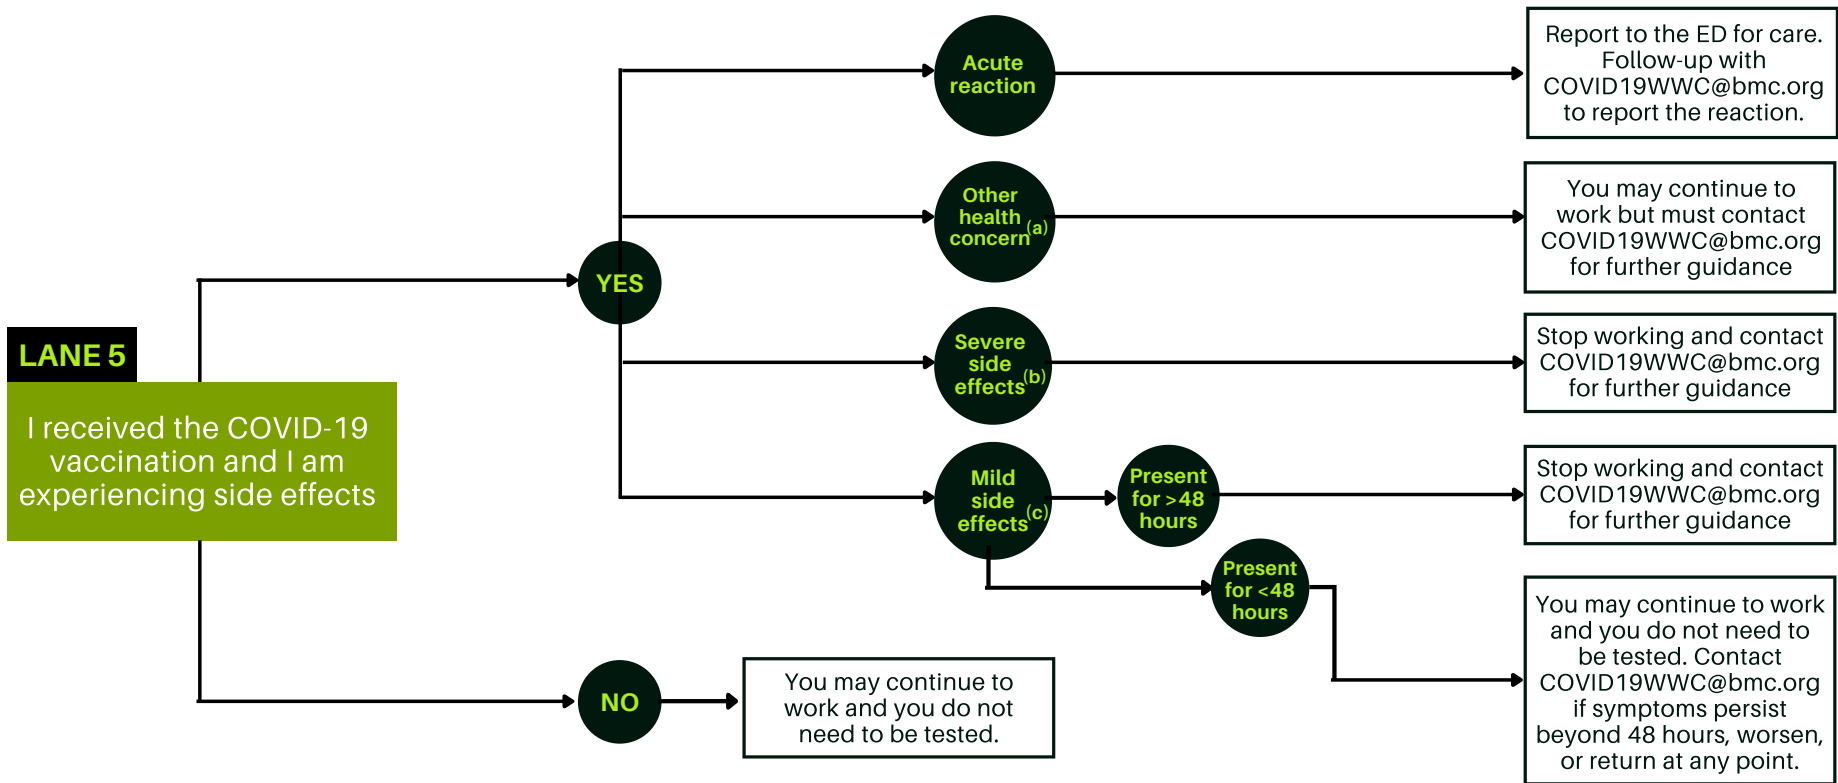 LANE 5
I received the COVID-19
vaccination and I am
experiencing side effects
YES
Acute
reaction
Report to the ED for care.
Follow-up with
COVID19WWC@bmc.org
to report the reaction.
Other
health
concern(a)
You may continue to
work but must contact
COVID19WWC@bmc.org
for further guidance
Severe
side
effects(b)
Stop working and contact
COVID19WWC@bmc.org
for further guidance
Mild
side
effects(c)
Present
for >48
hours
Stop working and contact
COVID19WWC@bmc.org
for further guidance
Present
for <48
hours
You may continue to work
and you do not need to
be tested. Contact
COVID19WWC@bmc.org
if symptoms persist
beyond 48 hours, worsen,
or return at any point.
NO
You may continue to
work and you do not
need to be tested.